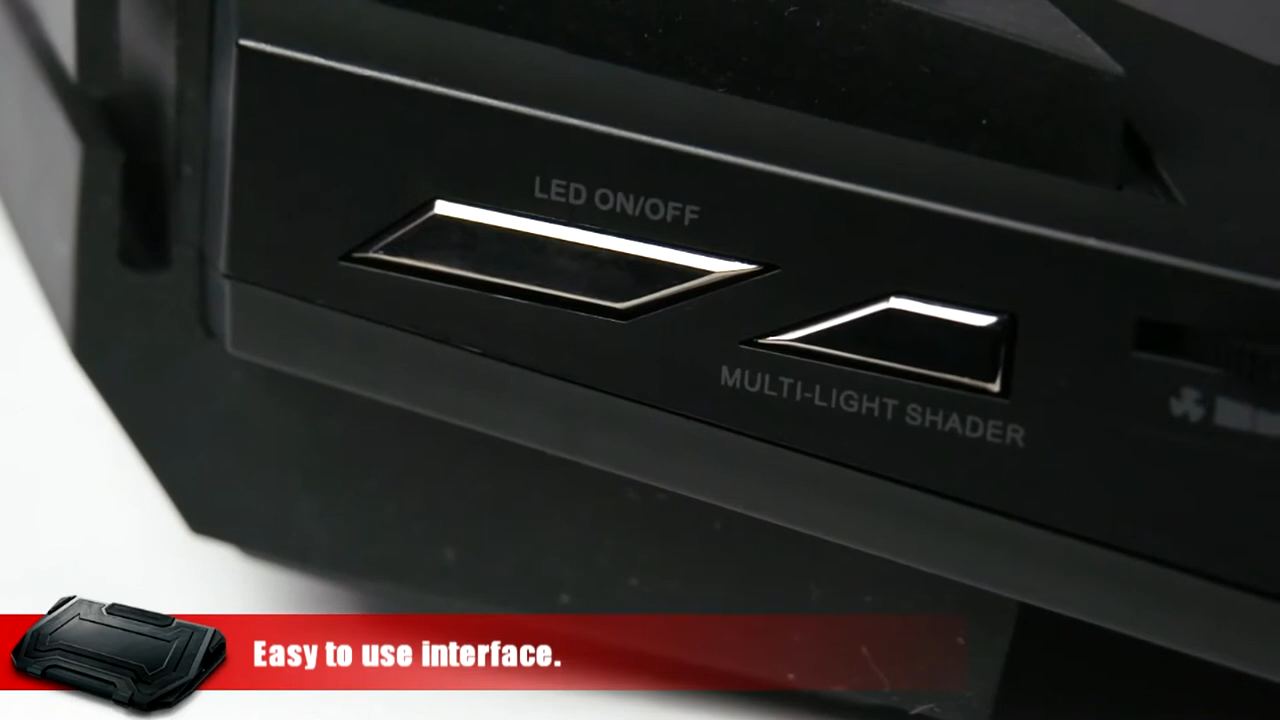 LED ON/OFF
MULTI-LIGHT SHADER
Easy to use interface.